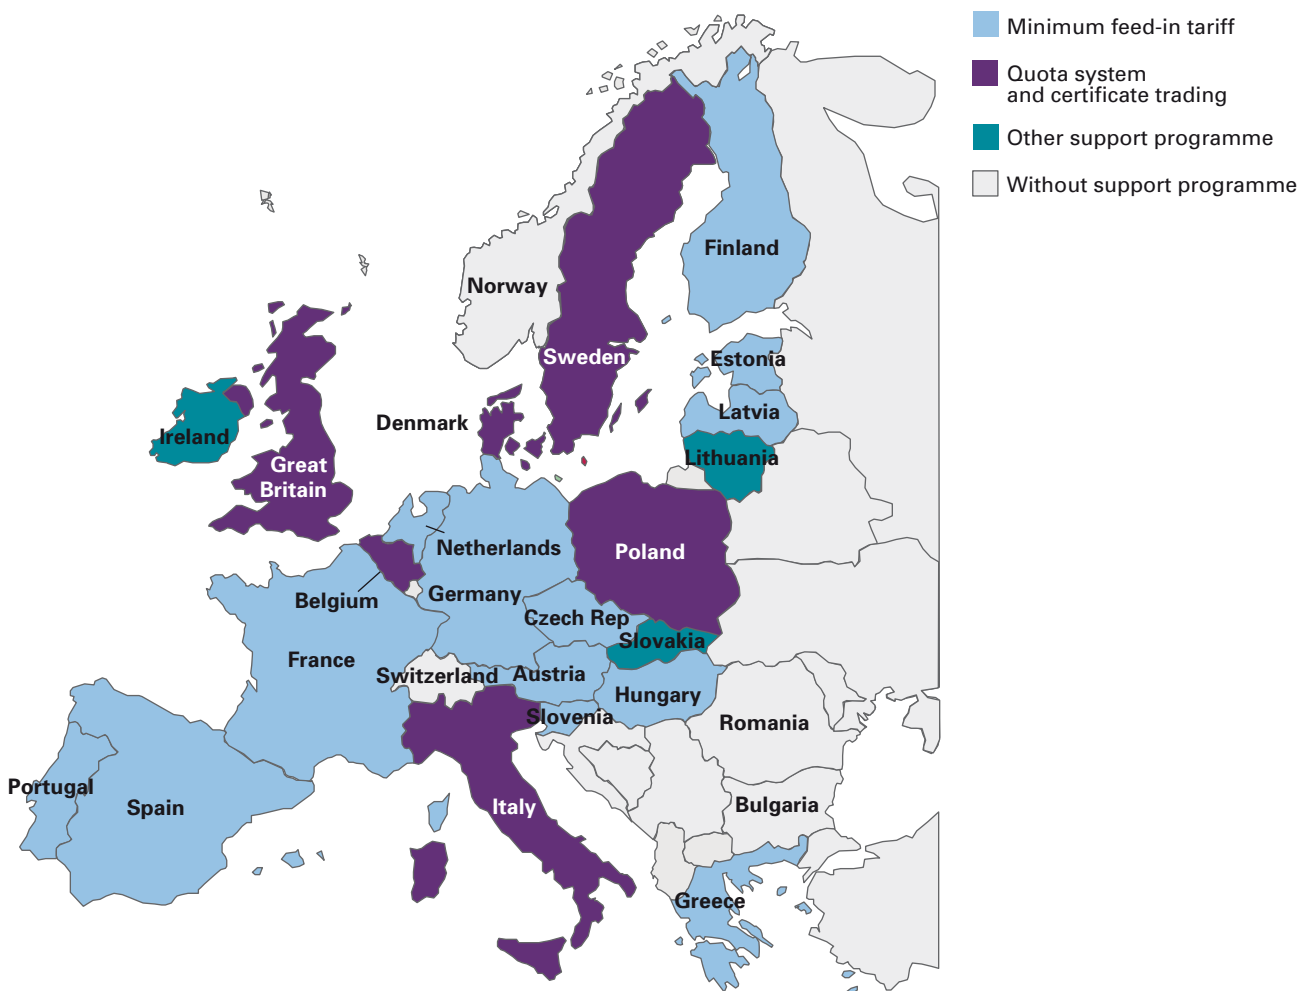 Minimum feed-in tariff
Quota system
and certificate trading
Other support programme
Without support programme
Finland
Norway
Sweden
Estonia
Latvia
Denmark
Ireland
Lithuania
Great
Britain
Netherlands
Poland
Germany
Belgium
Czech Rep
Slovakia
France
Switzerland
Austria
Hungary
Slovenia
Romania
Portugal
Spain
Italy
Bulgaria
Greece